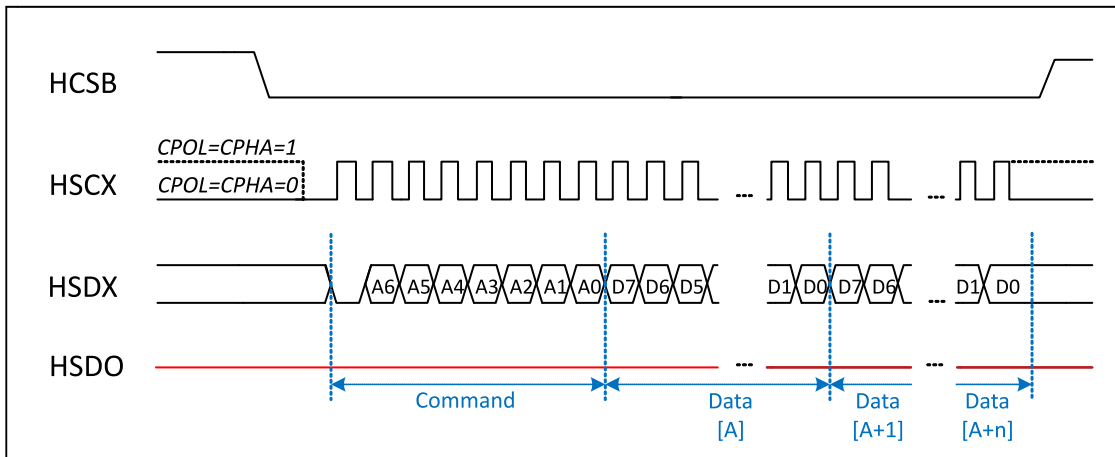 HCSB
CPOL=CPHA=1
HSCX
CPOL=CPHA=0
... ...
HSDX
A6 A5 A4 A3 A2 A1 A0 D7 D6 D5 D1 D0 D7 D6 D1 D0
... ...
HSDO
... ...
Command Data Data Data
[A] [A+1] [A+n]